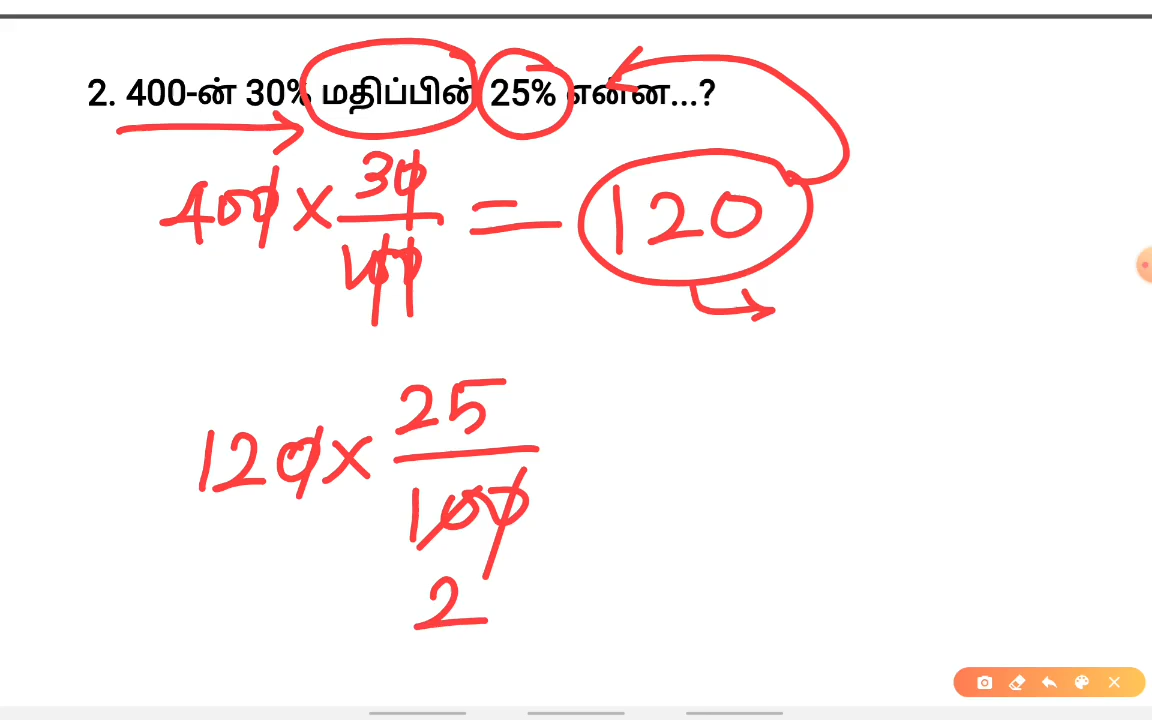 2. 400-ன் 30% மதிப்பின் 25% என்ன...?
400 × 30/100 = 120
120 × 25/100
2